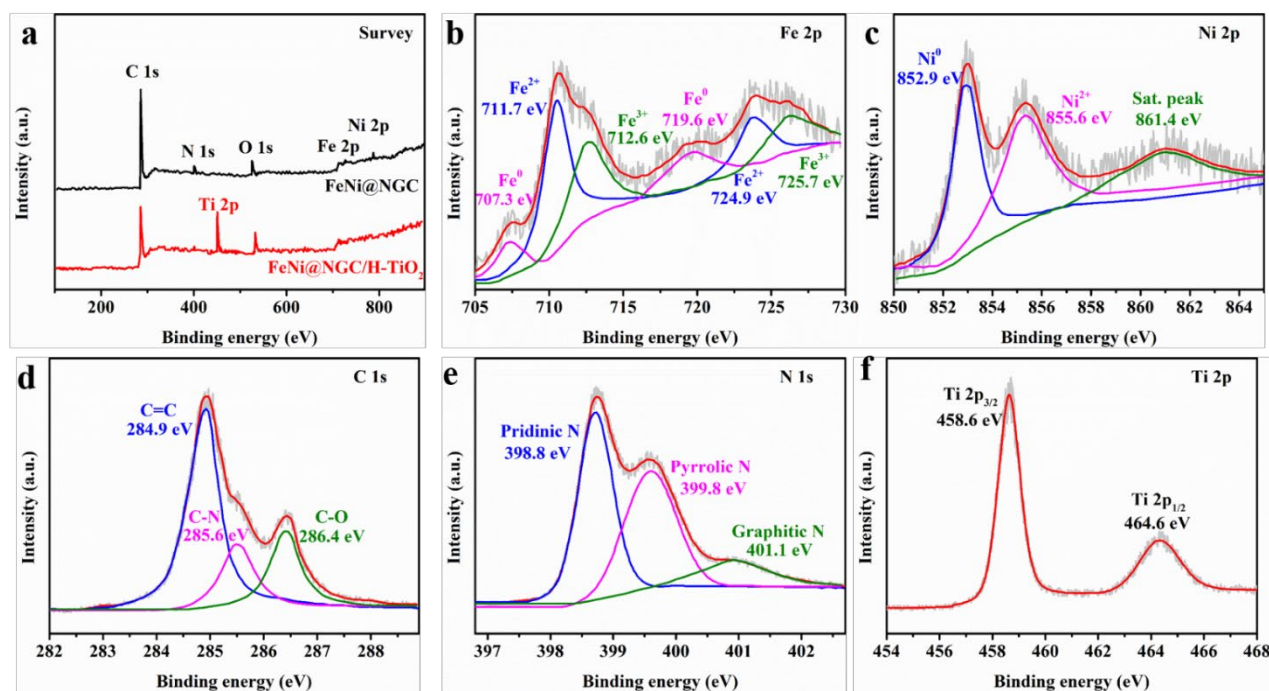 a
Survey
C 1s
N 1s
O 1s
Ni 2p
Fe 2p
FeNi@NGC
Ti 2p
FeNi@NGC/H-TiO₂
200
400
600
800
Binding energy (eV)
Intensity (a.u.)
b
Fe 2p
Fe²⁺
711.7 eV
Fe³⁺
712.6 eV
Fe⁰
719.6 eV
Fe⁰
707.3 eV
Fe²⁺
724.9 eV
Fe³⁺
725.7 eV
705
710
715
720
725
730
Binding energy (eV)
Intensity (a.u.)
c
Ni 2p
Ni⁰
852.9 eV
Ni²⁺
855.6 eV
Sat. peak
861.4 eV
850
852
854
856
858
860
862
864
Binding energy (eV)
Intensity (a.u.)
d
C 1s
C=C
284.9 eV
C-N
285.6 eV
C-O
286.4 eV
282
283
284
285
286
287
288
Binding energy (eV)
Intensity (a.u.)
e
N 1s
Pridinic N
398.8 eV
Pyrrolic N
399.8 eV
Graphitic N
401.1 eV
397
398
399
400
401
402
Binding energy (eV)
Intensity (a.u.)
f
Ti 2p
Ti 2p₃/₂
458.6 eV
Ti 2p₁/₂
464.6 eV
454
456
458
460
462
464
466
468
Binding energy (eV)
Intensity (a.u.)